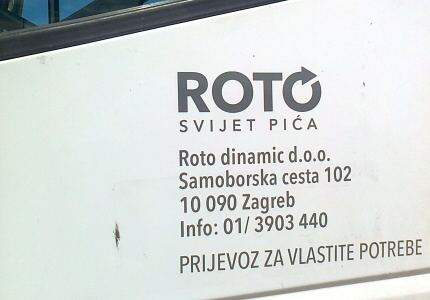 ROTO
SVIJET PIĆA
Roto dinamic d.o.o.
Samoborska cesta 102
10 090 Zagreb
Info: 01/ 3903 440
PRIJEVOZ ZA VLASTITE POTREBE